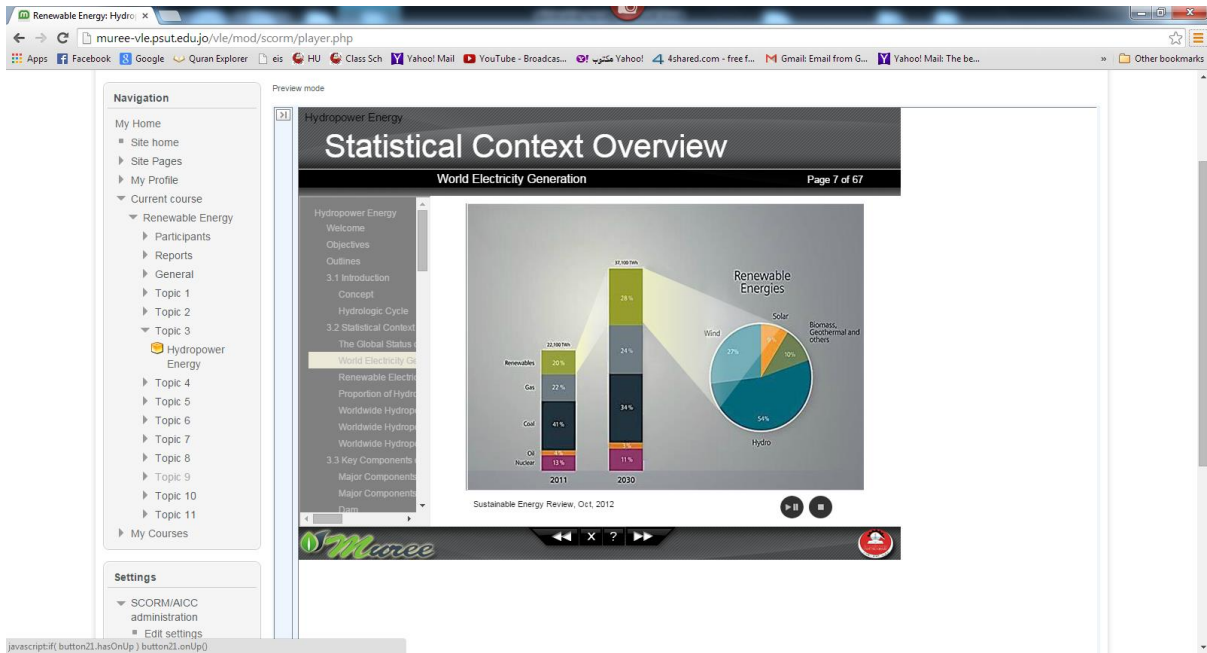 Renewable Energy: Hydro
muree-vle.psut.edu.jo/vle/mod/scorm/player.php
Apps Facebook Google Quran Explorer eis HU Class Sch Yahoo! Mail YouTube - Broadcas... مكتوب Yahoo! 4shared.com - free f... Gmail: Email from G... Yahoo! Mail: The be... » Other bookmarks
Navigation
My Home
Site home
Site Pages
My Profile
Current course
Renewable Energy
Participants
Reports
General
Topic 1
Topic 2
Topic 3
Hydropower
Energy
Topic 4
Topic 5
Topic 6
Topic 7
Topic 8
Topic 9
Topic 10
Topic 11
My Courses
Settings
SCORM/AICC
administration
Edit settings
Preview mode
Hydropower Energy
Statistical Context Overview
World Electricity Generation Page 7 of 67
Hydropower Energy
Welcome
Objectives
Outlines
3.1 Introduction
Concept
Hydrologic Cycle
3.2 Statistical Context
The Global Status
World Electricity Ge
Renewable Electri
Proportion of Hydr
Worldwide Hydrop
Worldwide Hydrop
Worldwide Hydrop
3.3 Key Components
Major Components
Major Components
Dam
37,100 TWh
28 %
24 %
34 %
11 %
2030
22,100 TWh
Renewables 20 %
Gas 22 %
Coal 41 %
Oil 4 %
Nuclear 13 %
2011
Renewable
Energies
Solar
Wind
Biomass,
Geothermal and
others
27%
9%
10%
54%
Hydro
Sustainable Energy Review, Oct, 2012
X ?
Muree
javascript:if( button21.hasOnUp ) button21.onUp()